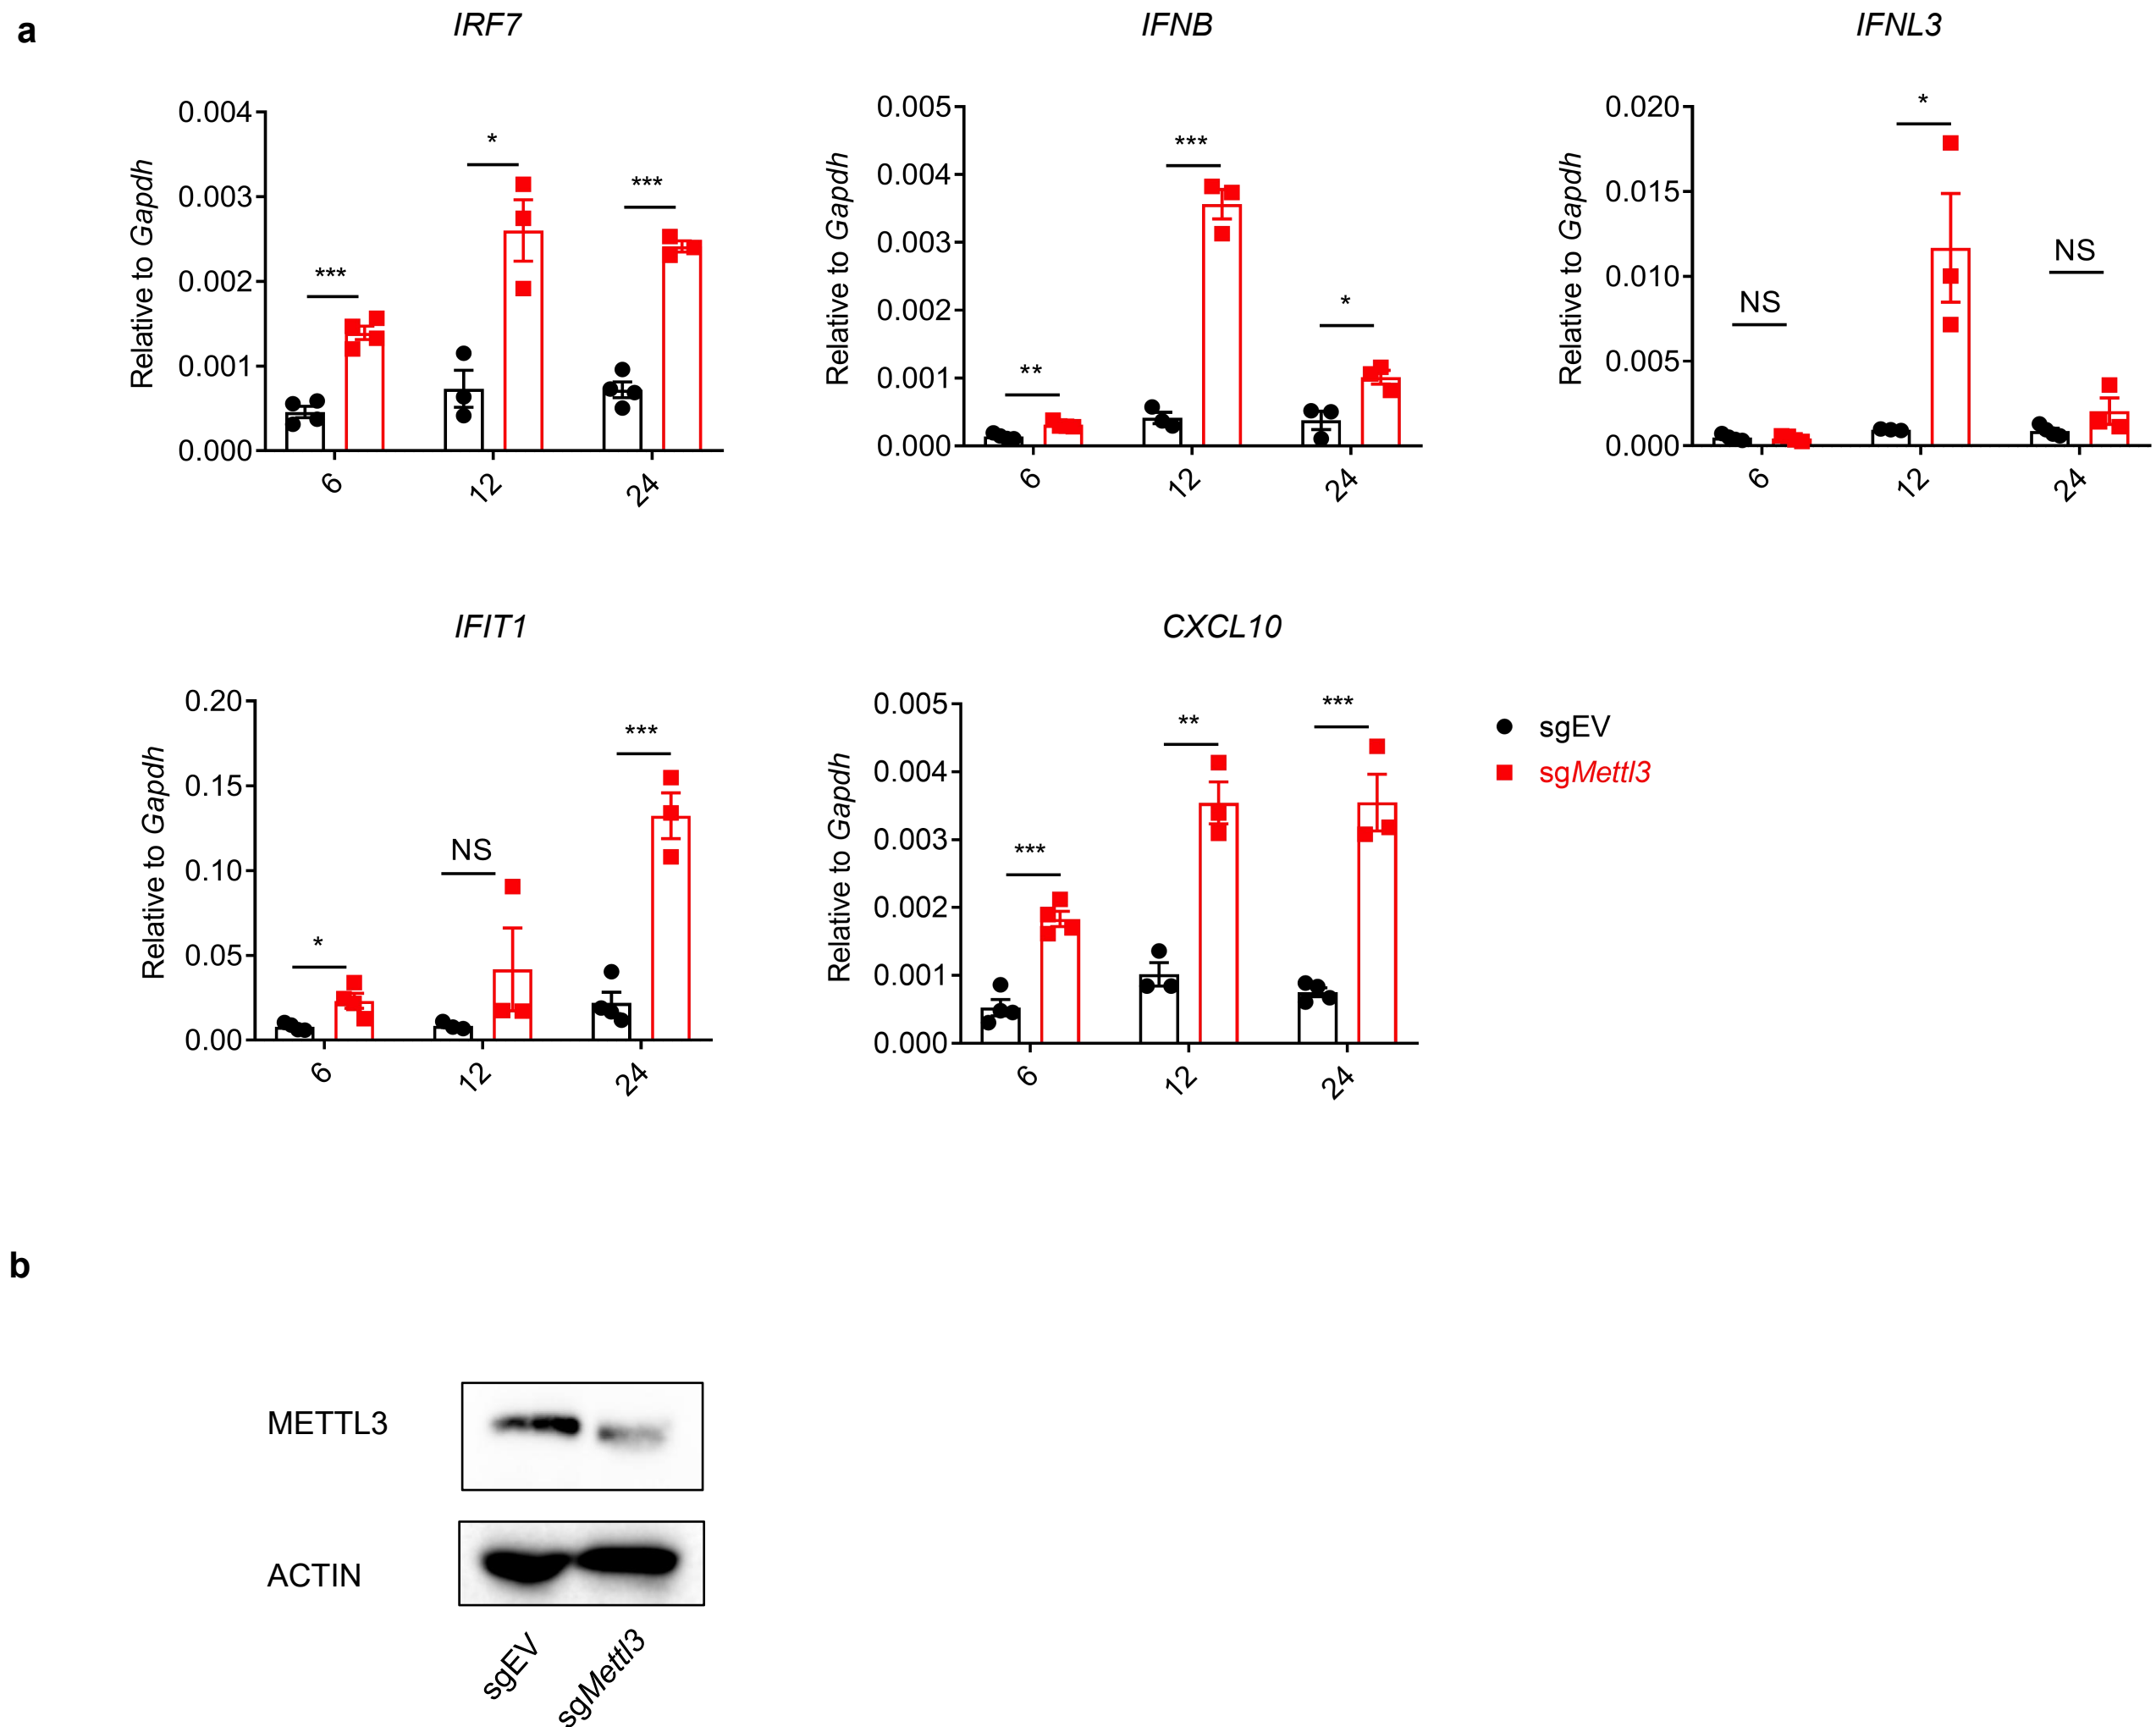 a
IRF7
Relative to Gapdh
0.004
0.003
0.002
0.001
0.000
***
*
***
6
12
24
IFNB
Relative to Gapdh
0.005
0.004
0.003
0.002
0.001
0.000
**
***
*
6
12
24
IFNL3
Relative to Gapdh
0.020
0.015
0.010
0.005
0.000
NS
*
NS
6
12
24
IFIT1
Relative to Gapdh
0.20
0.15
0.10
0.05
0.00
*
NS
***
6
12
24
CXCL10
Relative to Gapdh
0.005
0.004
0.003
0.002
0.001
0.000
***
**
***
6
12
24
sgEV
sgMettl3
b
METTL3
ACTIN
sgEV
sgMettl3